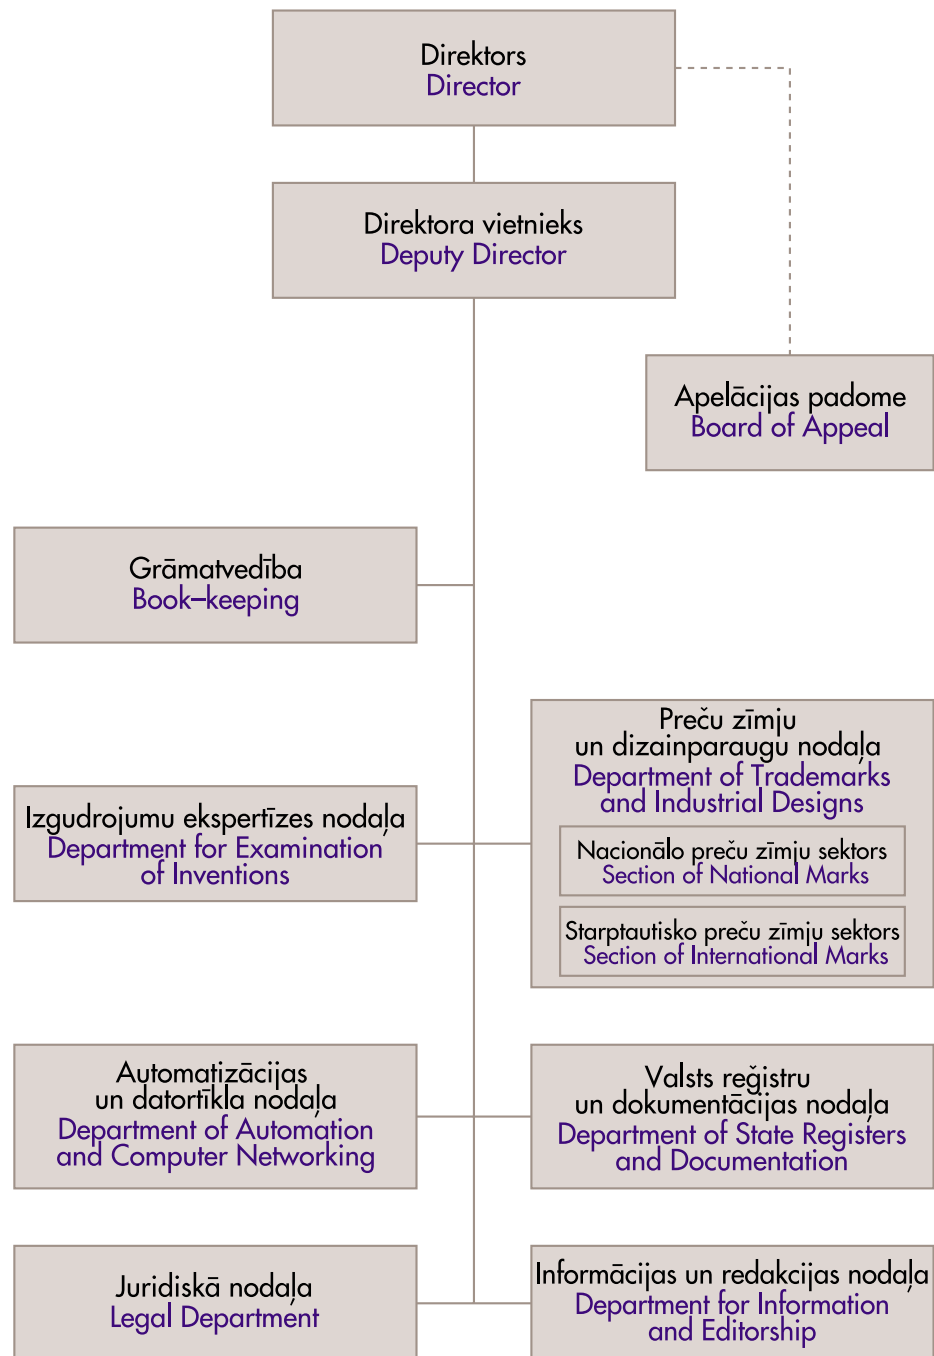 Direktors
Director
Direktora vietnieks
Deputy Director
Apelācijas padome
Board of Appeal
Grāmatvedība
Book–keeping
Preču zīmju
un dizainparaugu nodaļa
Department of Trademarks
and Industrial Designs
Nacionālo preču zīmju sektors
Section of National Marks
Starptautisko preču zīmju sektors
Section of International Marks
Izgudrojumu ekspertīzes nodaļa
Department for Examination
of Inventions
Automatizācijas
un datortīkla nodaļa
Department of Automation
and Computer Networking
Valsts reģistru
un dokumentācijas nodaļa
Department of State Registers
and Documentation
Juridiskā nodaļa
Legal Department
Informācijas un redakcijas nodaļa
Department for Information
and Editorship